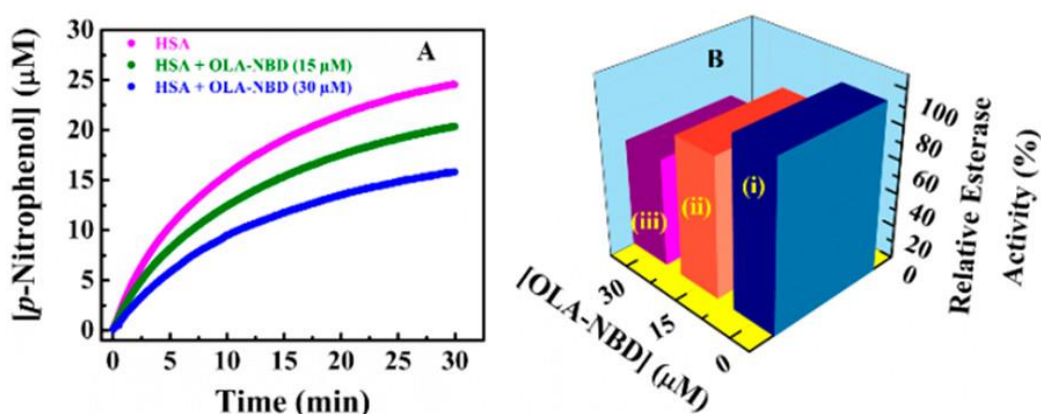 A
HSA
HSA + OLA-NBD (15 µM)
HSA + OLA-NBD (30 µM)
[p-Nitrophenol] (µM)
30
25
20
15
10
5
0
0 5 10 15 20 25 30
Time (min)
B
(i)
(ii)
(iii)
100
80
60
40
20
0
Relative Esterase
Activity (%)
30
15
0
[OLA-NBD] (µM)